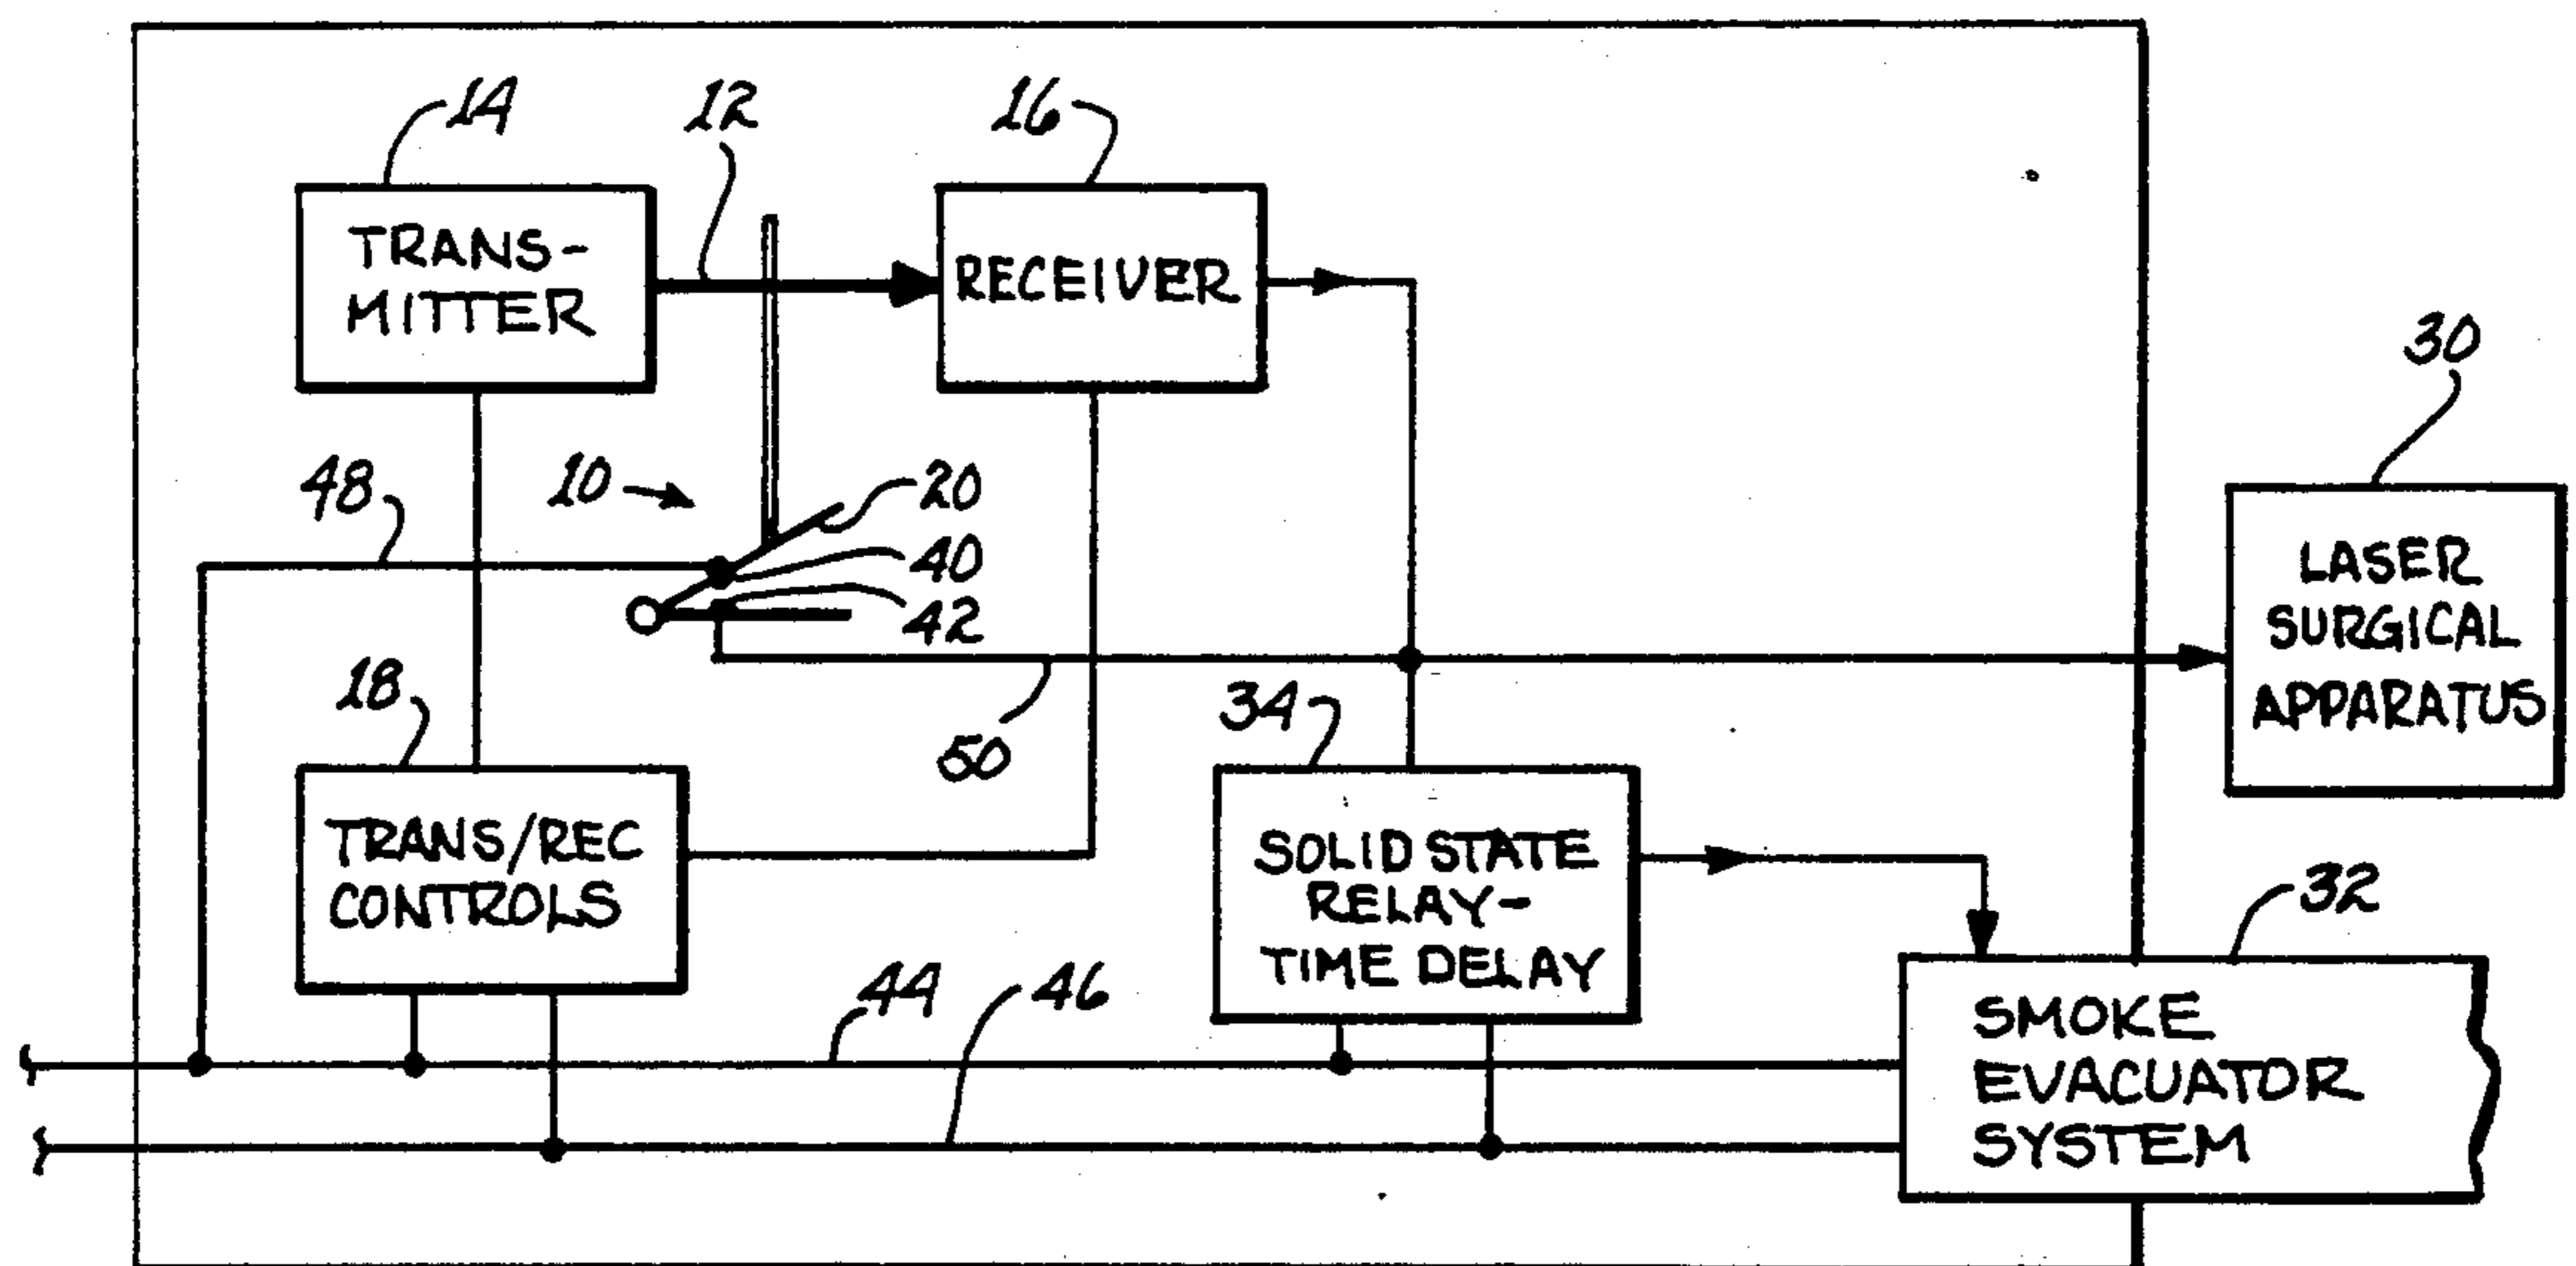 14
12
16
TRANS-
MITTER
RECEIVER
30
48
10
20
40
42
LASER
SURGICAL
APPARATUS
18
50
34
TRANS/REC
CONTROLS
SOLID STATE
RELAY-
TIME DELAY
44
46
32
SMOKE
EVACUATOR
SYSTEM